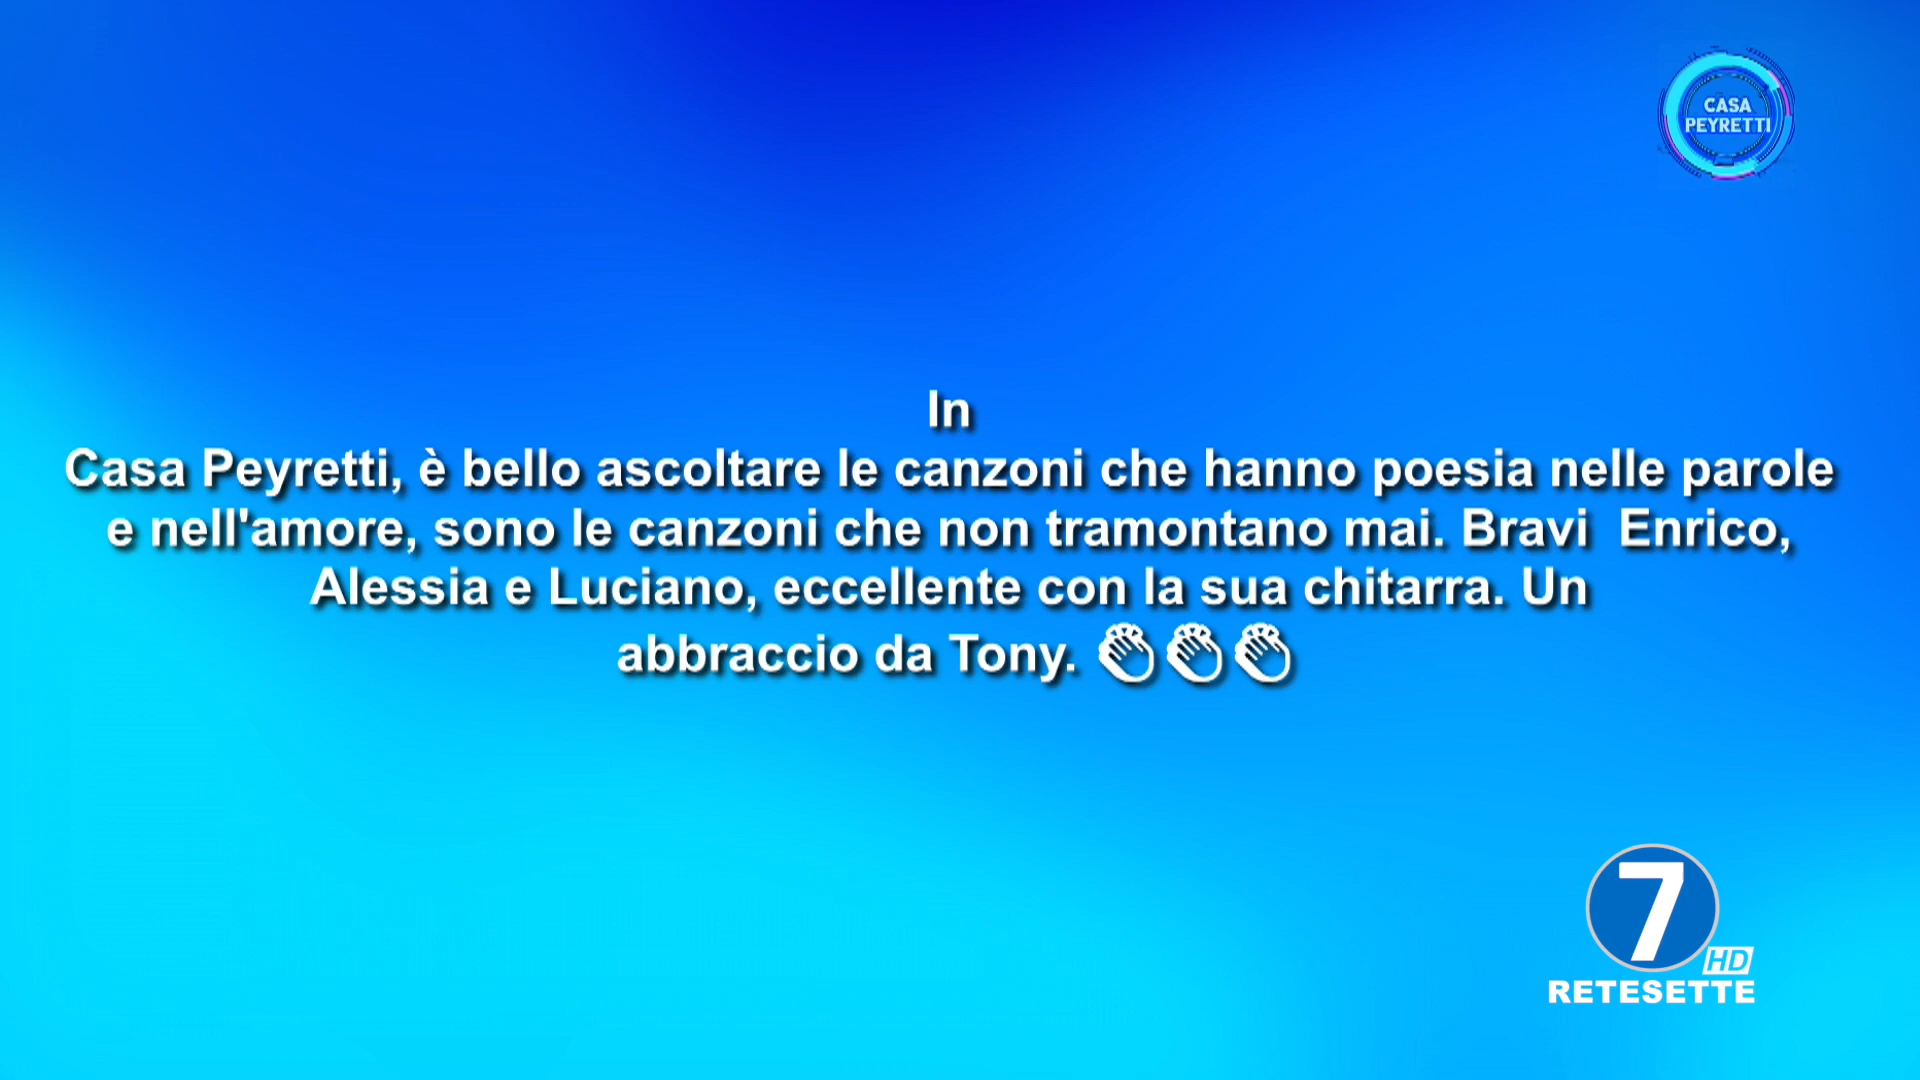 CASA
PEYRETTI
In
Casa Peyretti, è bello ascoltare le canzoni che hanno poesia nelle parole
e nell'amore, sono le canzoni che non tramontano mai. Bravi  Enrico,
Alessia e Luciano, eccellente con la sua chitarra. Un
abbraccio da Tony. 👏👏👏
7
HD
RETESETTE